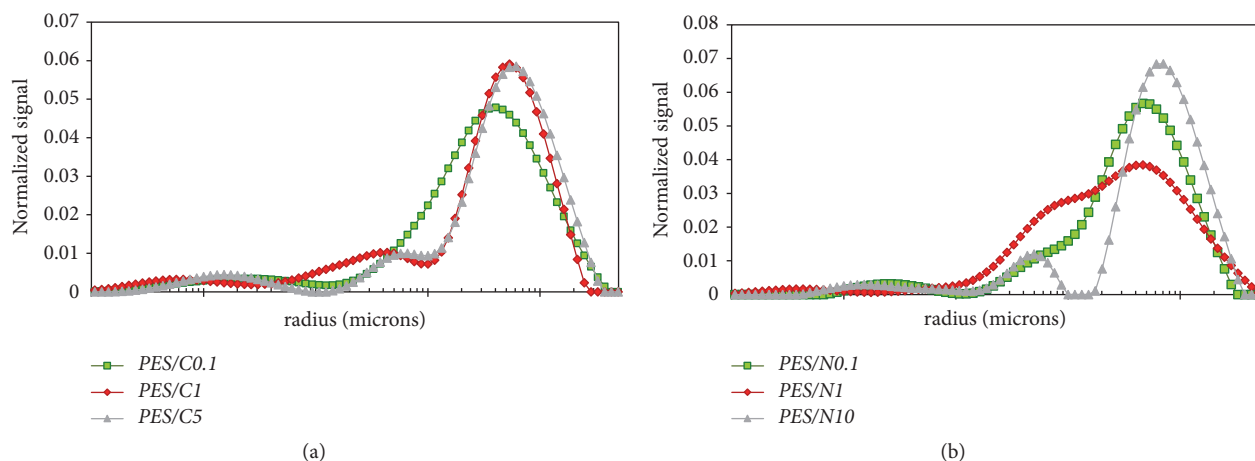 0.07
0.06
0.05
0.04
0.03
0.02
0.01
0
Normalized signal
radius (microns)
PES/C0.1
PES/C1
PES/C5
(a)
0.08
0.07
0.06
0.05
0.04
0.03
0.02
0.01
0.00
Normalized signal
radius (microns)
PES/N0.1
PES/N1
PES/N10
(b)